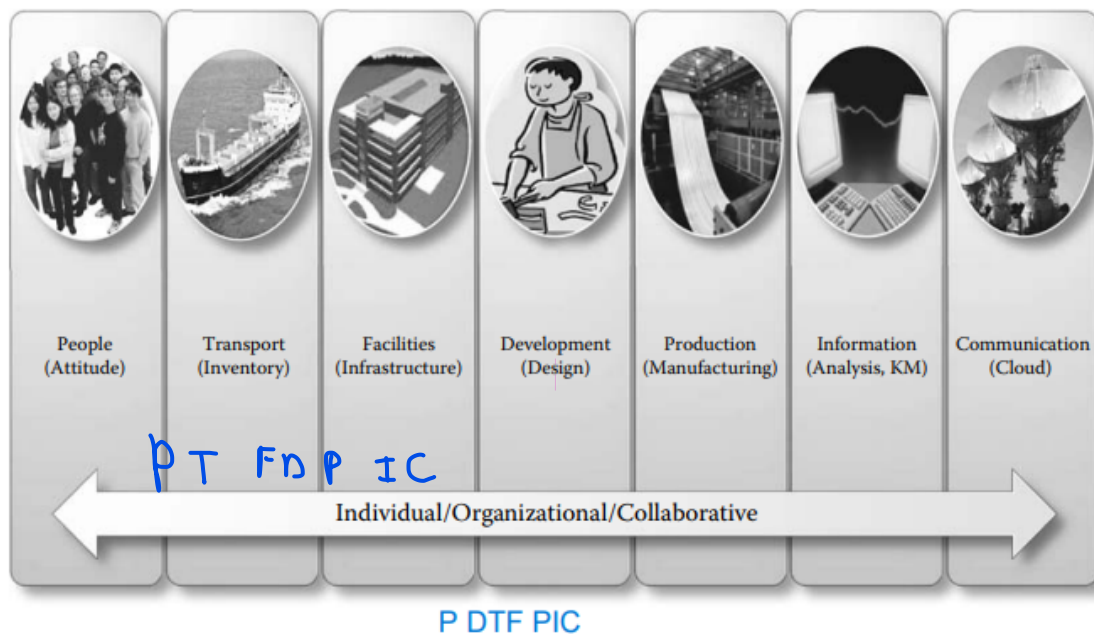 People
(Attitude)
Transport
(Inventory)
Facilities
(Infrastructure)
Development
(Design)
Production
(Manufacturing)
Information
(Analysis, KM)
Communication
(Cloud)
PT FDP IC
Individual/Organizational/Collaborative
P DTF PIC